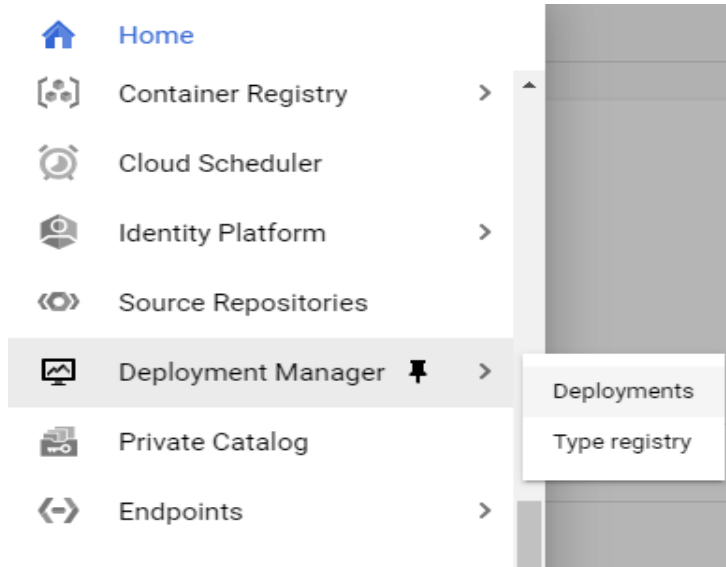 Home
Container Registry
Cloud Scheduler
Identity Platform
Source Repositories
Deployment Manager
Deployments
Type registry
Private Catalog
Endpoints